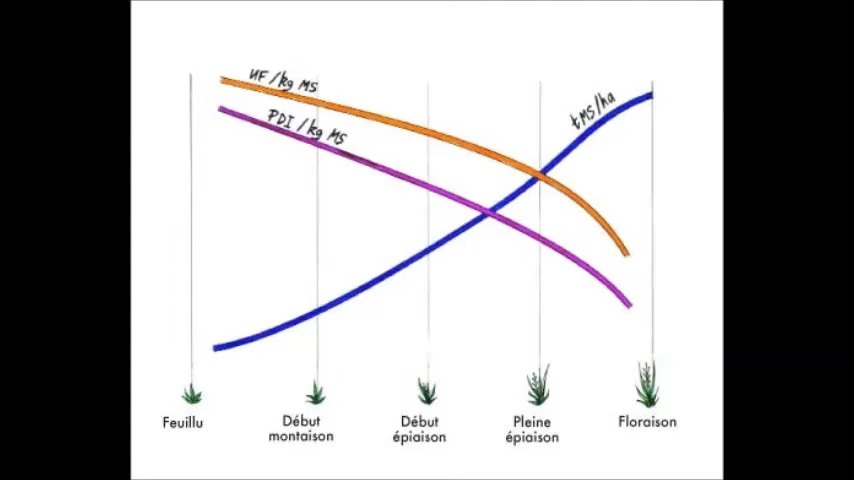 UF/kg MS
PDI/kg MS
tMS/ha
Feuillu
Début
montaison
Début
épiaison
Pleine
épiaison
Floraison